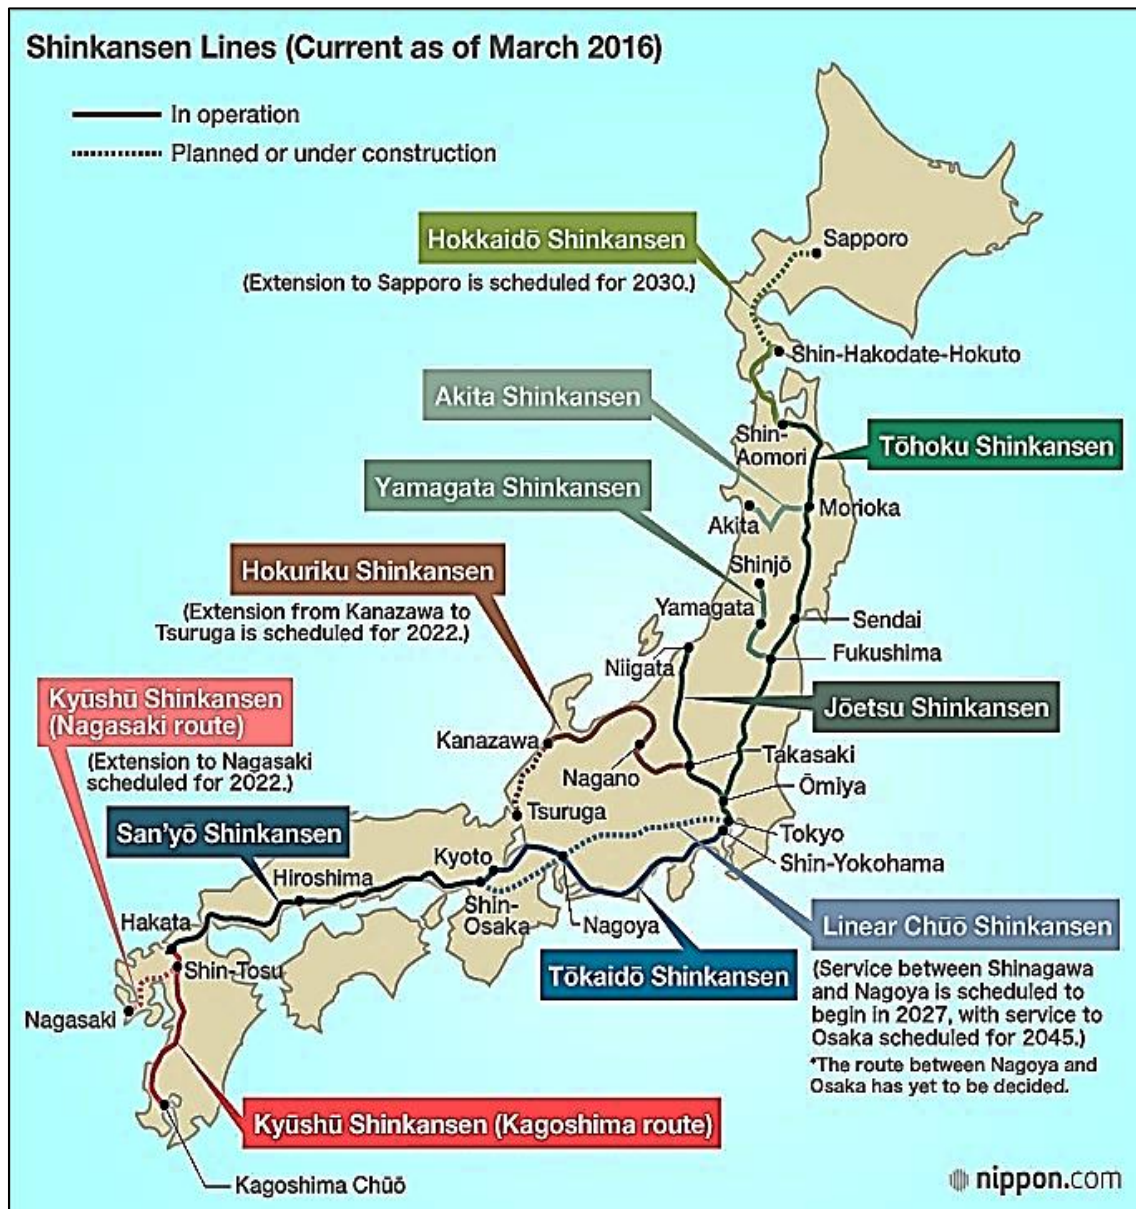 Shinkansen Lines (Current as of March 2016)
In operation
Planned or under construction
Hokkaidō Shinkansen
(Extension to Sapporo is scheduled for 2030.)
Sapporo
Shin-Hakodate-Hokuto
Akita Shinkansen
Shin-
Aomori
Tōhoku Shinkansen
Yamagata Shinkansen
Akita
Morioka
Hokuriku Shinkansen
(Extension from Kanazawa to
Tsuruga is scheduled for 2022.)
Shinjō
Yamagata
Sendai
Niigata
Fukushima
Kyūshū Shinkansen
(Nagasaki route)
(Extension to Nagasaki
scheduled for 2022.)
Jōetsu Shinkansen
Kanazawa
Nagano
Takasaki
Ōmiya
Tsuruga
Tokyo
Shin-Yokohama
San'yō Shinkansen
Kyoto
Hiroshima
Shin-
Osaka
Nagoya
Hakata
Shin-Tosu
Nagasaki
Tōkaidō Shinkansen
Linear Chūō Shinkansen
(Service between Shinagawa
and Nagoya is scheduled to
begin in 2027, with service to
Osaka scheduled for 2045.)
*The route between Nagoya and
Osaka has yet to be decided.
Kyūshū Shinkansen (Kagoshima route)
Kagoshima Chūō
nippon.com